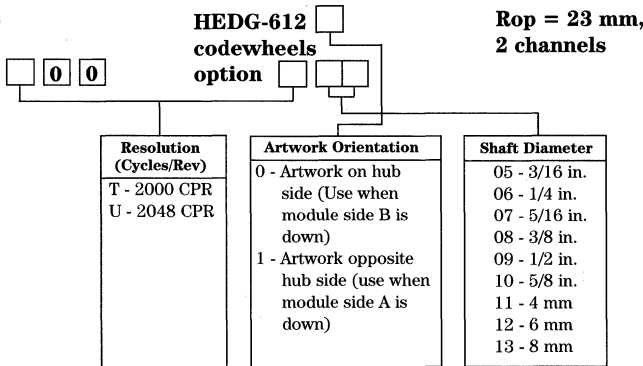 HEDG-612
codewheels
option
Rop = 23 mm,
2 channels
0 0
Resolution
(Cycles/Rev)
T - 2000 CPR
U - 2048 CPR
Artwork Orientation
0 - Artwork on hub
side (Use when
module side B is
down)
1 - Artwork opposite
hub side (use when
module side A is
down)
Shaft Diameter
05 - 3/16 in.
06 - 1/4 in.
07 - 5/16 in.
08 - 3/8 in.
09 - 1/2 in.
10 - 5/8 in.
11 - 4 mm
12 - 6 mm
13 - 8 mm